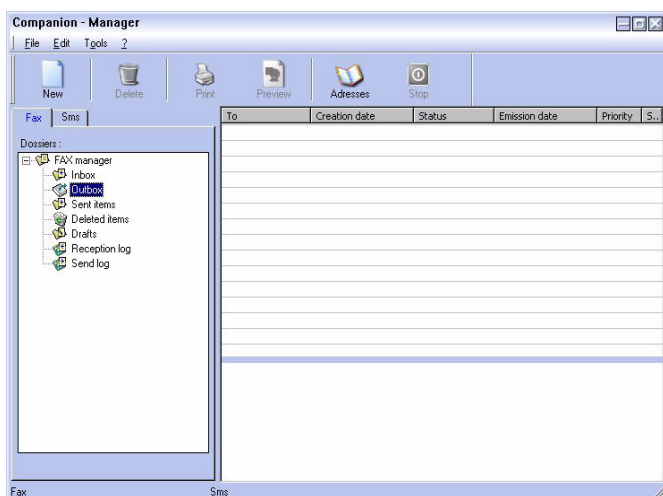 Companion - Manager
File Edit Tools ?
New Delete Print Preview Adresses Stop
Fax Sms
To Creation date Status Emission date Priority S..
Dossiers :
FAX manager
Inbox
Outbox
Sent items
Deleted items
Drafts
Reception log
Send log
Fax Sms